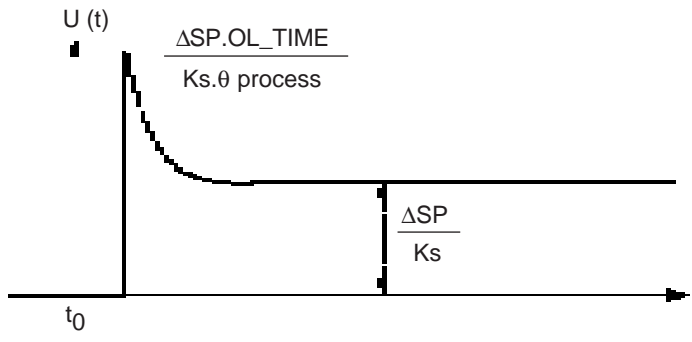 U (t)
ΔSP.OL_TIME
Ks.θ process
ΔSP
Ks
t0